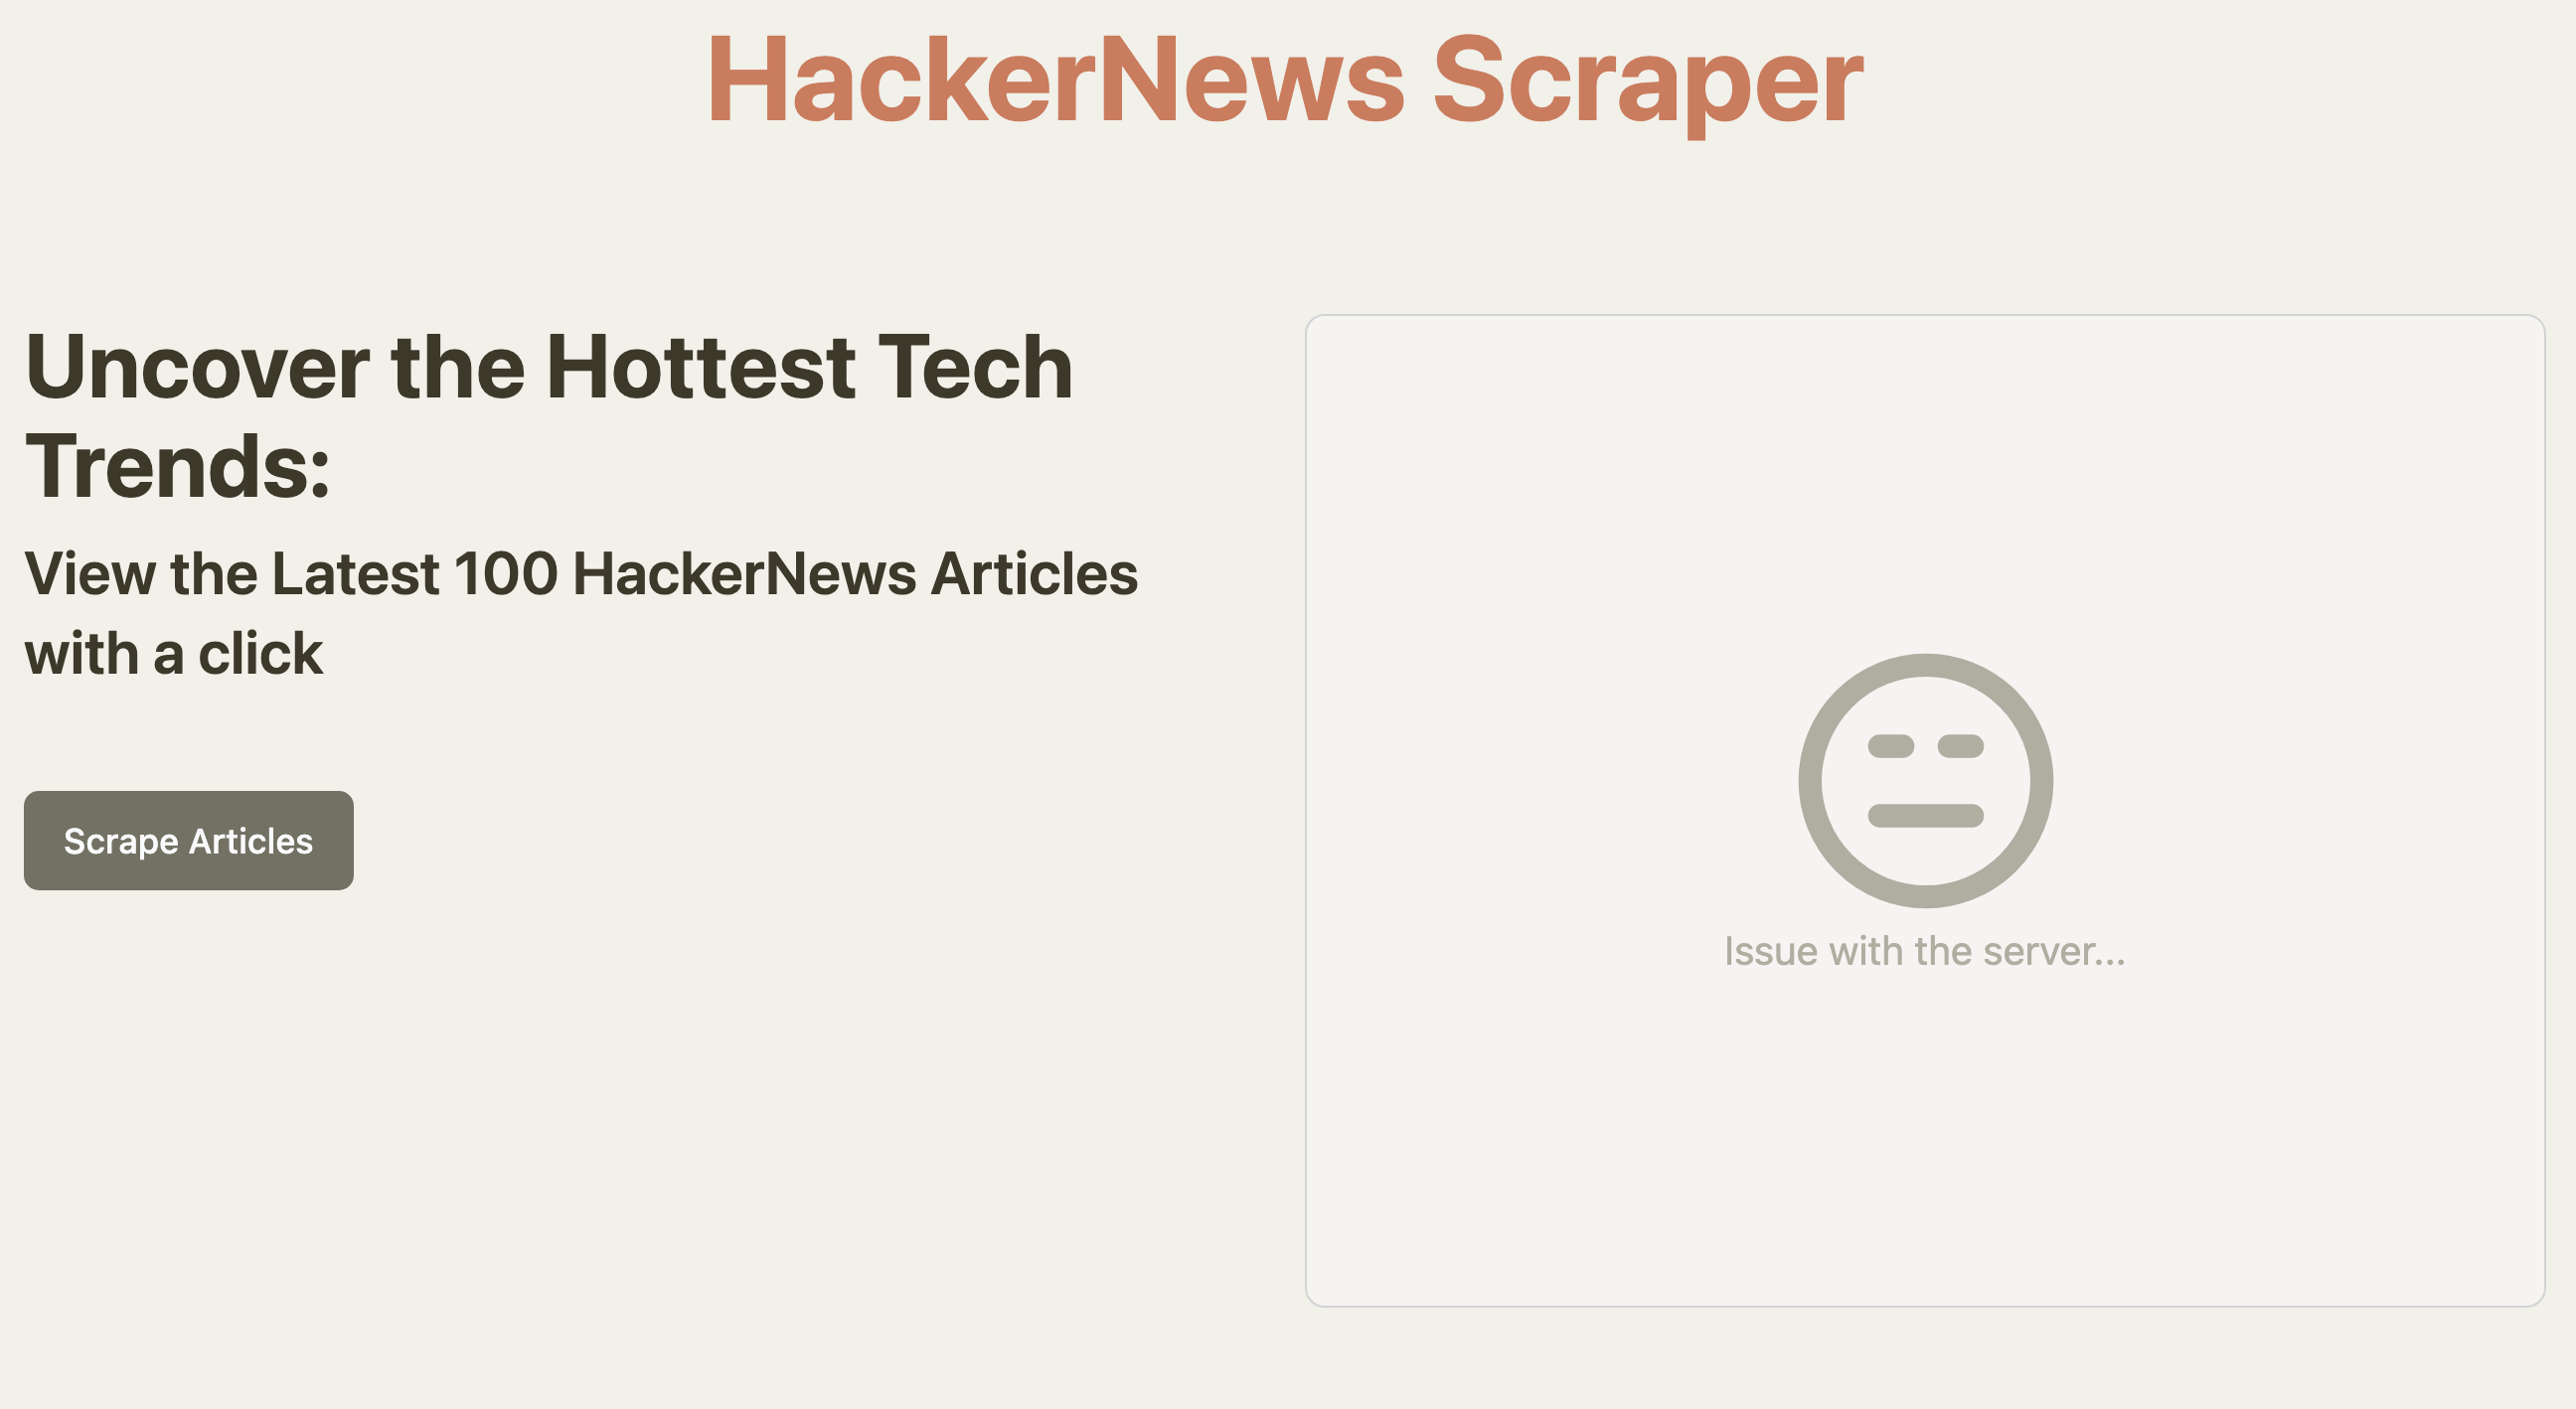 HackerNews Scraper
Uncover the Hottest Tech
Trends:
View the Latest 100 HackerNews Articles
with a click
Scrape Articles
Issue with the server...